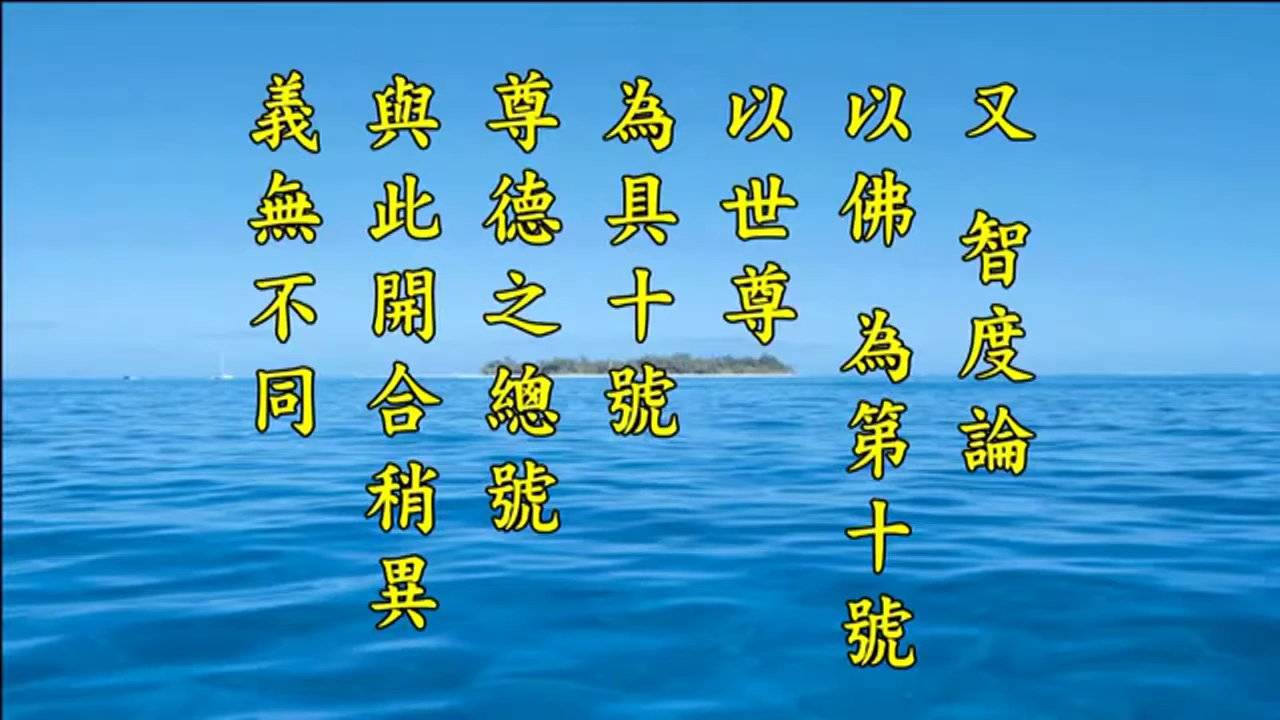 又 智度論
以佛 為第十號
以世尊
為具十號
尊德之總號
與此開合稍異
義無不同